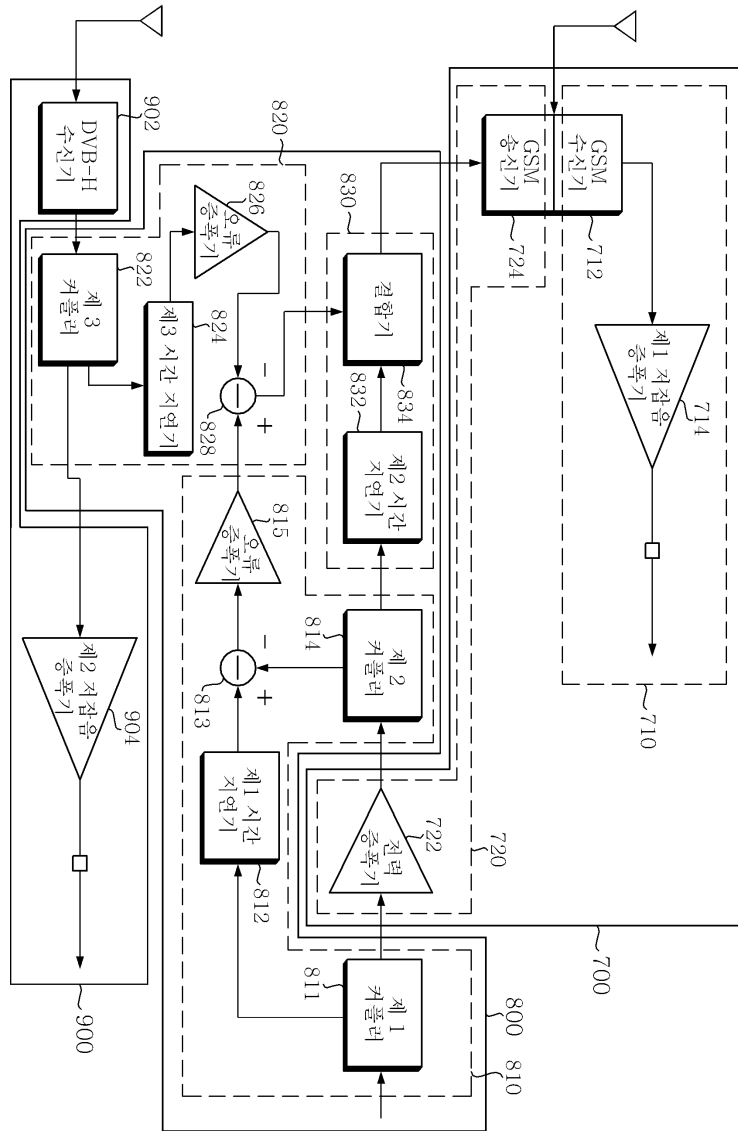 GSM
수신기
712
제1 저잡음
증폭기
714
710
GSM
송신기
724
전력
증폭기
722
720
700
830
결합기
834
832
제2 시간
지연기
제 2
커플러
814
제 1
커플러
811
800
810
820
826
오류
증폭기
824
제3 시간 지연기
−
+
828
오류
증폭기
815
−
+
813
제1 시간
지연기
812
902
DVB-H
수신기
822
제 3
커플러
제2 저잡음
증폭기
904
900